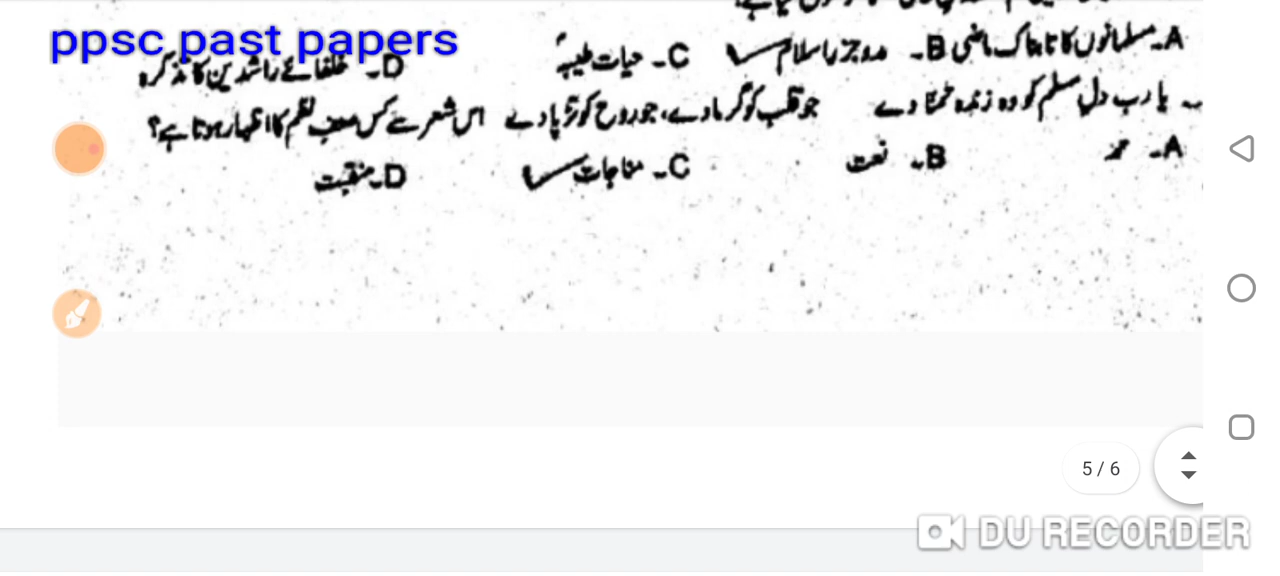 ppsc past papers
A۔ مسلمانوں کا تابناک ماضی B۔ مدوجزر اسلام C۔ حیات طیبہ D۔ خلفائے راشدین کا تذکرہ
یا رب دلِ مسلم کو وہ زندہ تمنا دے جو قلب کو گرما دے، جو روح کو تڑپا دے اس شعر سے کس صنفِ نظم کا اظہار ہوتا ہے؟
A۔ حمد B۔ نعت C۔ مناجات D۔ منقبت
5 / 6
DU RECORDER